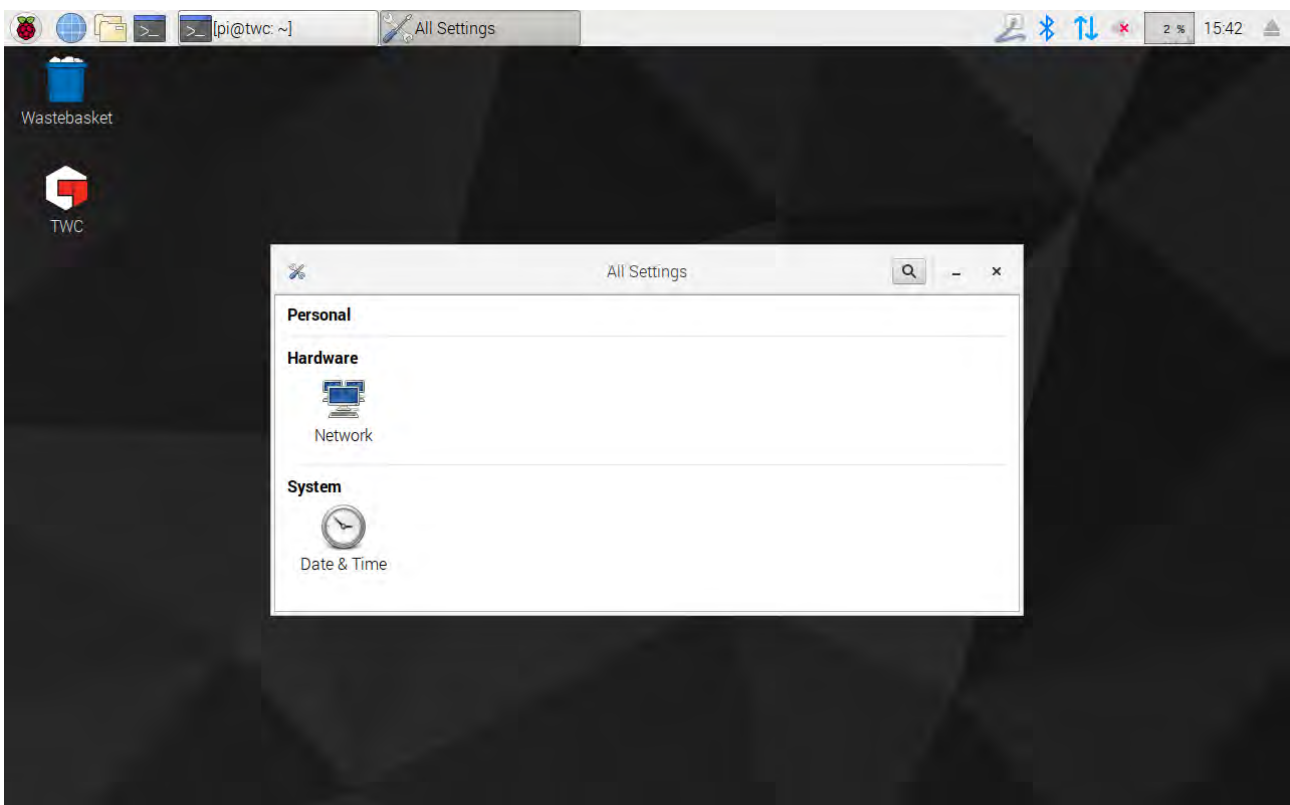 [pi@twc: ~]
All Settings
2 %
15:42
Wastebasket
TWC
All Settings
Personal
Hardware
Network
System
Date & Time